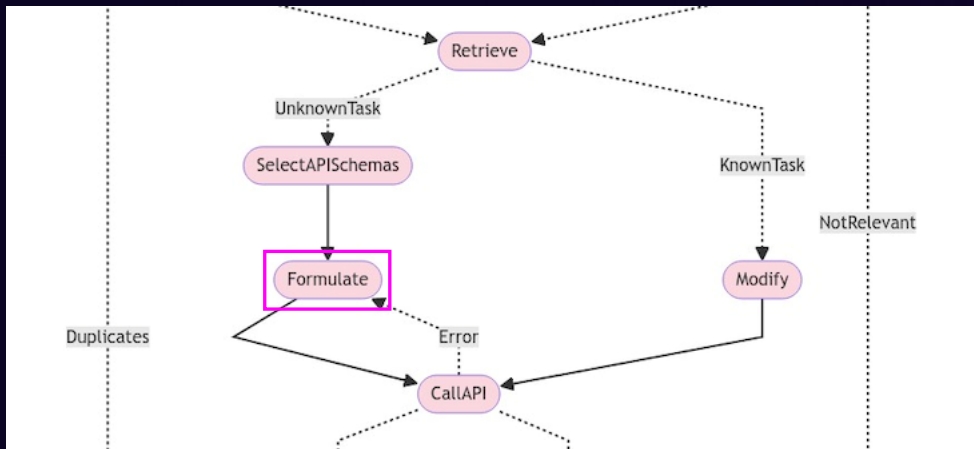 Retrieve
UnknownTask
SelectAPISchemas
KnownTask
NotRelevant
Formulate
Modify
Duplicates
Error
CallAPI